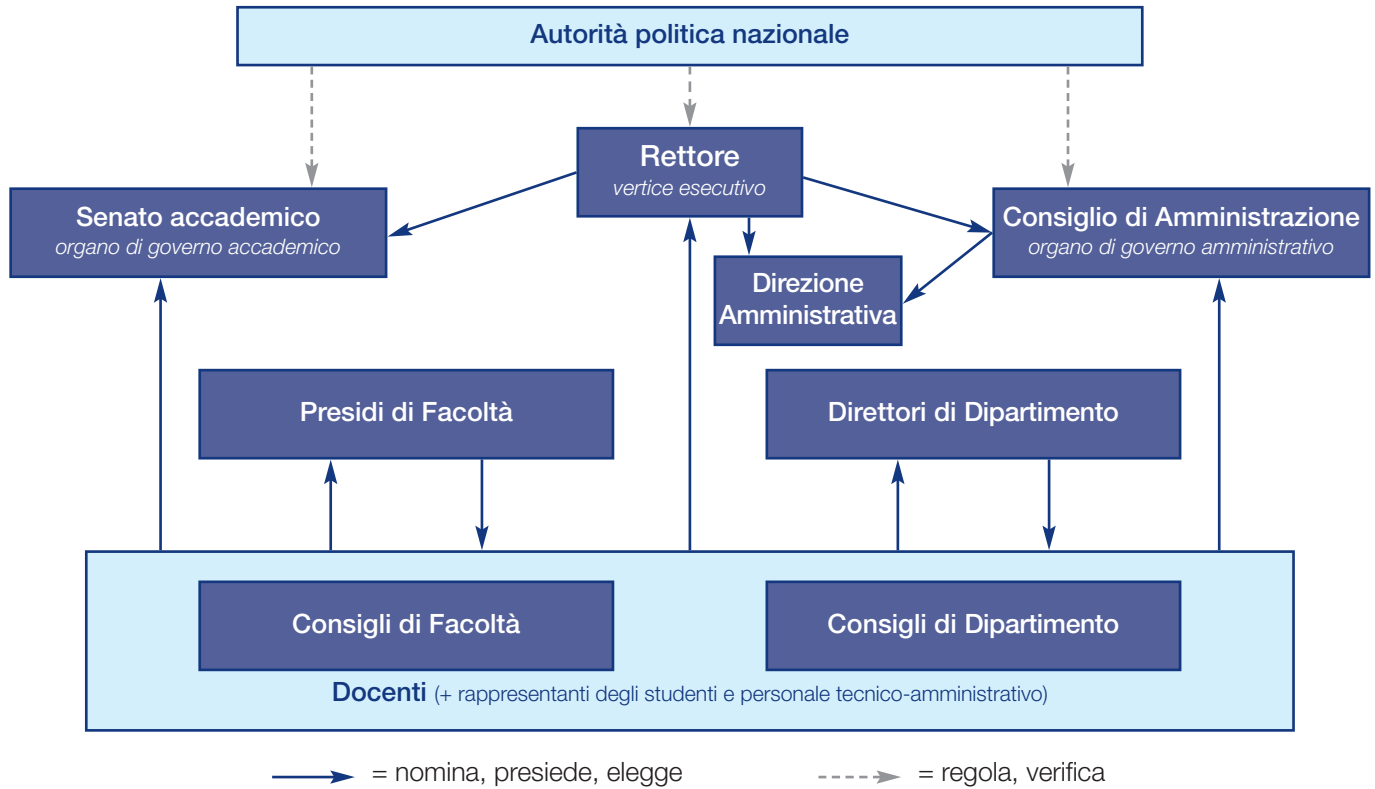 Autorità politica nazionale
Rettore
vertice esecutivo
Senato accademico
organo di governo accademico
Consiglio di Amministrazione
organo di governo amministrativo
Direzione
Amministrativa
Presidi di Facoltà
Direttori di Dipartimento
Consigli di Facoltà
Consigli di Dipartimento
Docenti (+ rappresentanti degli studenti e personale tecnico-amministrativo)
= nomina, presiede, elegge
= regola, verifica